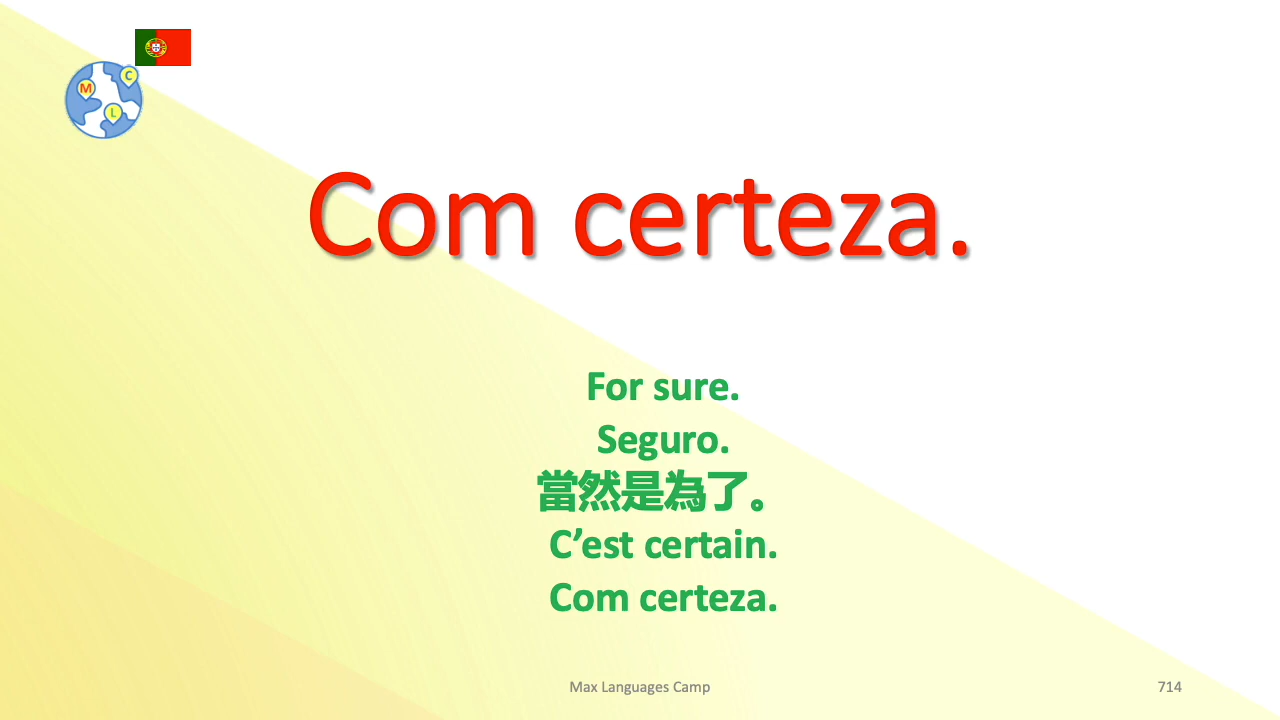 M
C
L
Com certeza.
For sure.
Seguro.
當然是為了。
C’est certain.
Com certeza.
Max Languages Camp
714